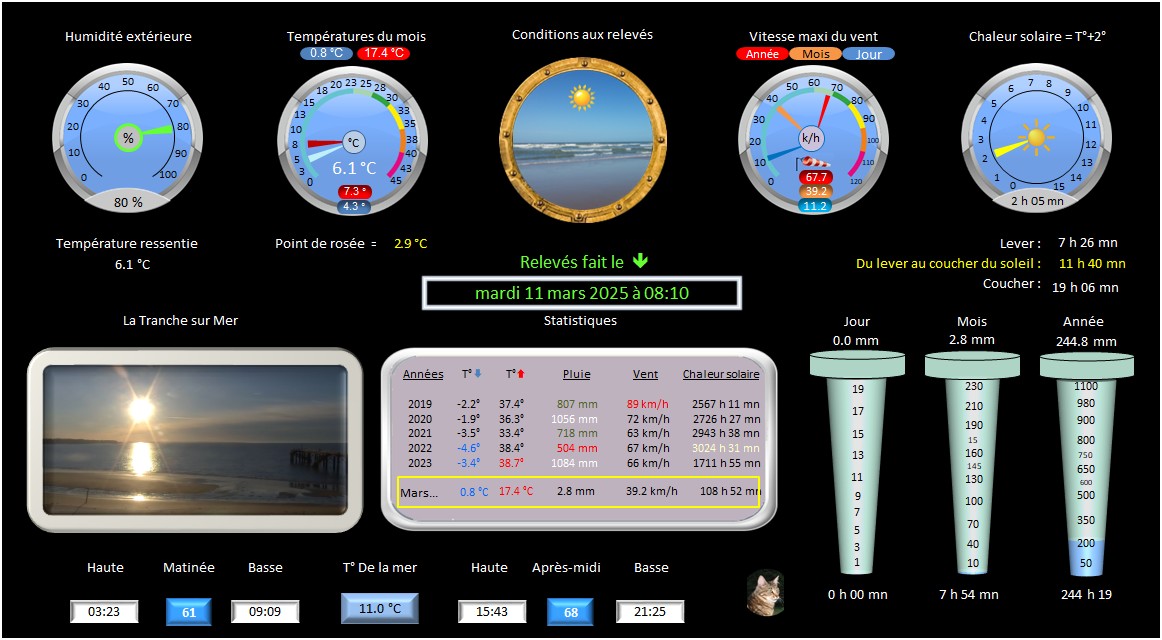 Humidité extérieure
0 10 20 30 40 50 60 70 80 90 100
%
80 %
Températures du mois
0.8 °C 17.4 °C
0 3 5 8 10 13 15 18 20 23 25 28 30 33 35 38 40 43 45
°C
6.1 °C
7.3 °
4.3 °
Conditions aux relevés
Vitesse maxi du vent
Année Mois Jour
0 10 20 30 40 50 60 70 80 90 100 110 120
k/h
67.7
39.2
11.2
Chaleur solaire = T°+2°
0 1 2 3 4 5 6 7 8 9 10 11 12 13 14 15
2 h 05 mn
Température ressentie
6.1 °C
Point de rosée = 2.9 °C
Relevés fait le
mardi 11 mars 2025 à 08:10
Lever : 7 h 26 mn
Du lever au coucher du soleil : 11 h 40 mn
Coucher : 19 h 06 mn
La Tranche sur Mer
Statistiques
Années T° T° Pluie Vent Chaleur solaire
2019 -2.2° 37.4° 807 mm 89 km/h 2567 h 11 mn
2020 -1.9° 36.3° 1056 mm 72 km/h 2726 h 27 mn
2021 -3.5° 33.4° 718 mm 63 km/h 2943 h 38 mn
2022 -4.6° 38.4° 504 mm 67 km/h 3024 h 31 mn
2023 -3.4° 38.7° 1084 mm 66 km/h 1711 h 55 mn
Mars... 0.8 °C 17.4 °C 2.8 mm 39.2 km/h 108 h 52 mn
Jour
0.0 mm
19
17
15
13
11
9
7
5
3
1
0 h 00 mn
Mois
2.8 mm
230
210
190
15
160
145
130
100
70
40
10
7 h 54 mn
Année
244.8 mm
1100
980
900
800
750
650
600
500
350
200
50
244 h 19
Haute Matinée Basse T° De la mer Haute Après-midi Basse
03:23 61 09:09 11.0 °C 15:43 68 21:25